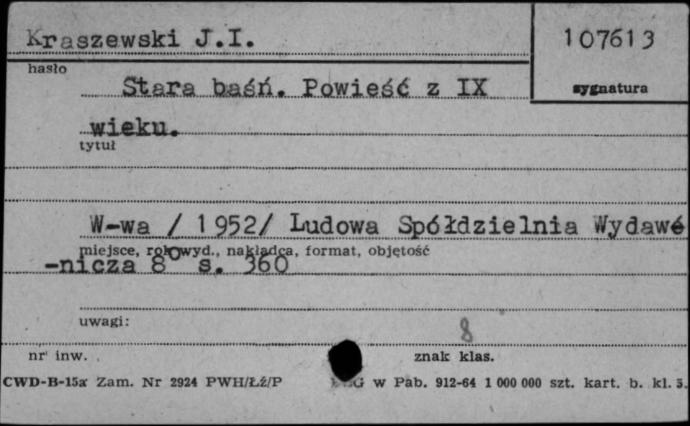 Kraszewski J.I.
107613
hasło
sygnatura
Stara baśń. Powieść z IX
wieku.
tytuł
W-wa /1952/ Ludowa Spółdzielnia Wydawć
miejsce, rok wyd., nakładca, format, objętość
-nicza 8° s. 360
uwagi:
8
nr inw.
znak klas.
CWD-B-15a Zam. Nr 2924 PWH/Łż/P
w Pab. 912-64 1 000 000 szt. kart. b. kl. 5.